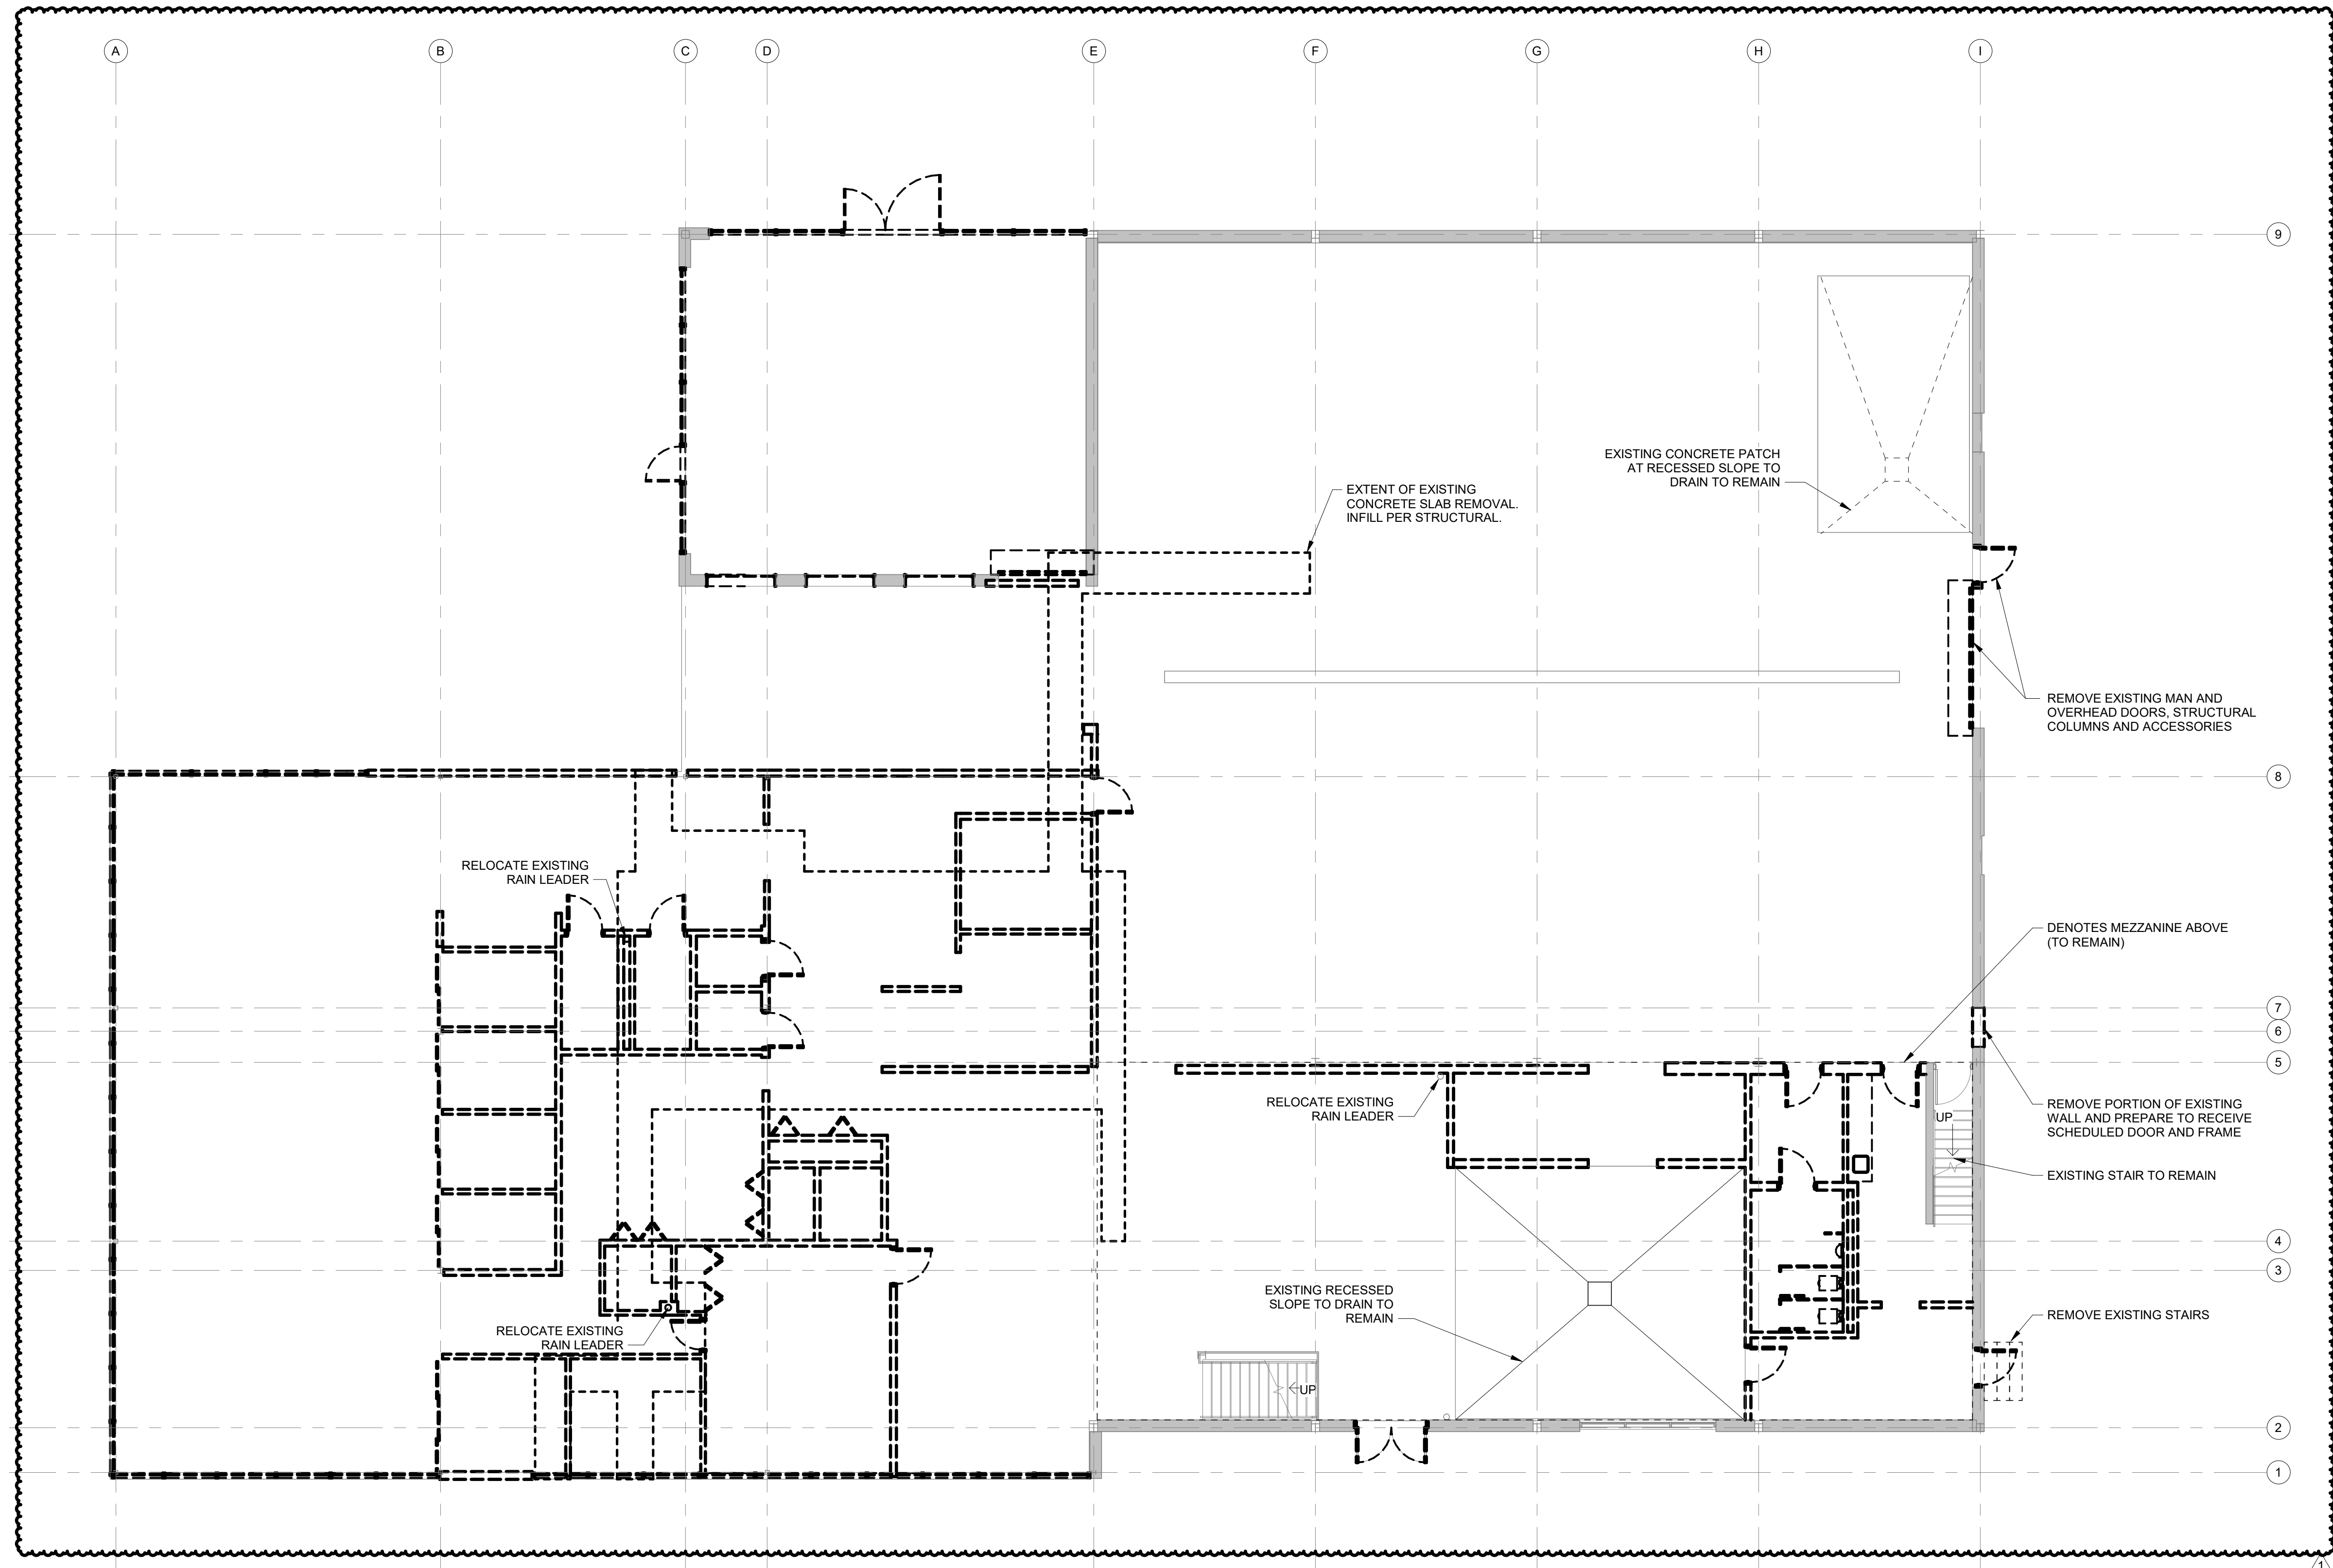 A
B
C
D
E
F
G
H
I
9
EXISTING CONCRETE PATCH
AT RECESSED SLOPE TO
DRAIN TO REMAIN
EXTENT OF EXISTING
CONCRETE SLAB REMOVAL.
INFILL PER STRUCTURAL.
REMOVE EXISTING MAN AND
OVERHEAD DOORS, STRUCTURAL
COLUMNS AND ACCESSORIES
8
RELOCATE EXISTING
RAIN LEADER
DENOTES MEZZANINE ABOVE
(TO REMAIN)
7
6
5
RELOCATE EXISTING
RAIN LEADER
UP
REMOVE PORTION OF EXISTING
WALL AND PREPARE TO RECEIVE
SCHEDULED DOOR AND FRAME
EXISTING STAIR TO REMAIN
4
3
EXISTING RECESSED
SLOPE TO DRAIN TO
REMAIN
REMOVE EXISTING STAIRS
RELOCATE EXISTING
RAIN LEADER
UP
2
1
1